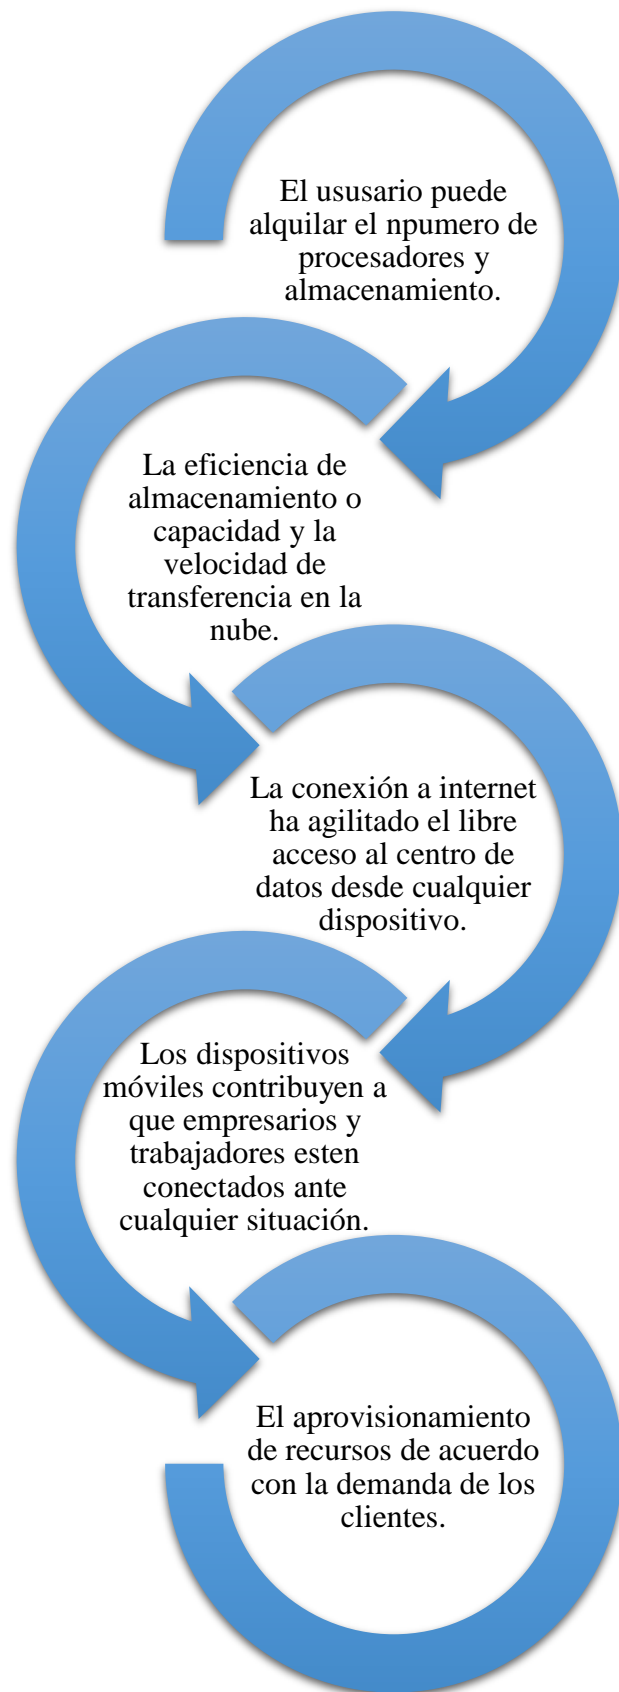 El ususario puede
alquilar el npumero de
procesadores y
almacenamiento.
La eficiencia de
almacenamiento o
capacidad y la
velocidad de
transferencia en la
nube.
La conexión a internet
ha agilitado el libre
acceso al centro de
datos desde cualquier
dispositivo.
Los dispositivos
móviles contribuyen a
que empresarios y
trabajadores esten
conectados ante
cualquier situación.
El aprovisionamiento
de recursos de acuerdo
con la demanda de los
clientes.